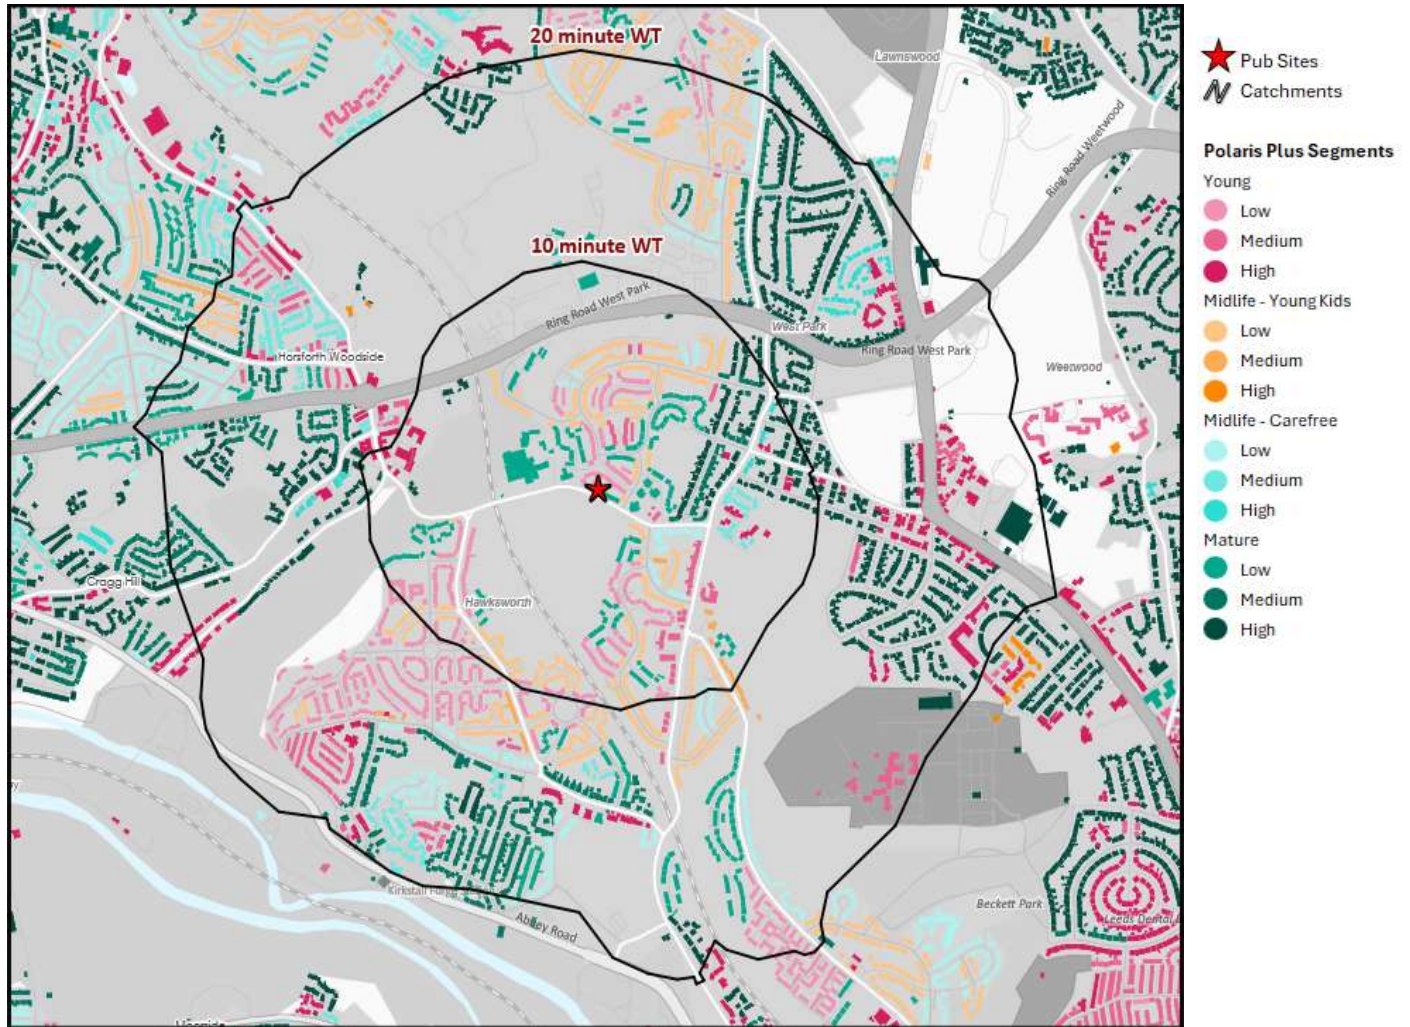 20 minute WT
Lawnswood
Ring Road Weetwood
10 minute WT
Ring Road West Park
West Park
Ring Road West Park
Horsforth Woodside
Weetwood
Cragg Hill
Hawksworth
Kirkstall Forge
Abbey Road
Beckett Park
Leeds Dental
Pub Sites
Catchments
Polaris Plus Segments
Young
Low
Medium
High
Midlife - Young Kids
Low
Medium
High
Midlife - Carefree
Low
Medium
High
Mature
Low
Medium
High